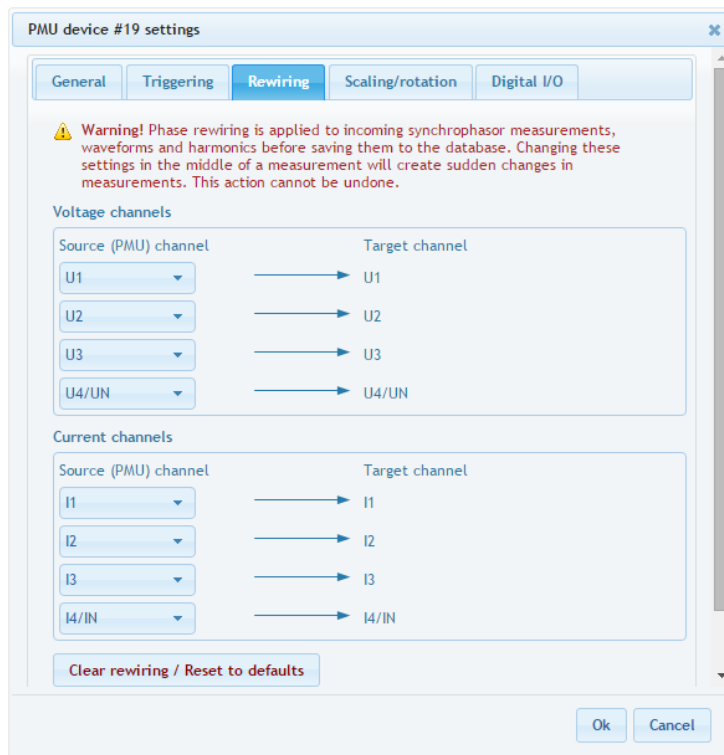 PMU device #19 settings
General Triggering Rewiring Scaling/rotation Digital I/O
Warning! Phase rewiring is applied to incoming synchrophasor measurements,
waveforms and harmonics before saving them to the database. Changing these
settings in the middle of a measurement will create sudden changes in
measurements. This action cannot be undone.
Voltage channels
Source (PMU) channel Target channel
U1 U1
U2 U2
U3 U3
U4/UN U4/UN
Current channels
Source (PMU) channel Target channel
I1 I1
I2 I2
I3 I3
I4/IN I4/IN
Clear rewiring / Reset to defaults
Ok Cancel